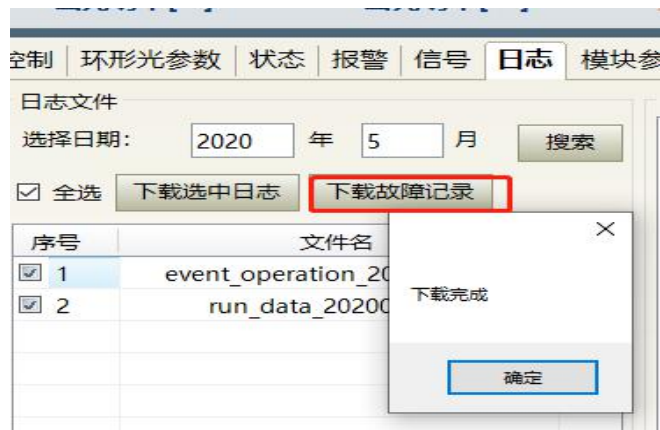 控制 环形光参数 状态 报警 信号 日志 模块参
日志文件
选择日期： 2020 年 5 月 搜索
全选 下载选中日志 下载故障记录
序号 文件名
1 event_operation_20
2 run_data_2020
下载完成
确定